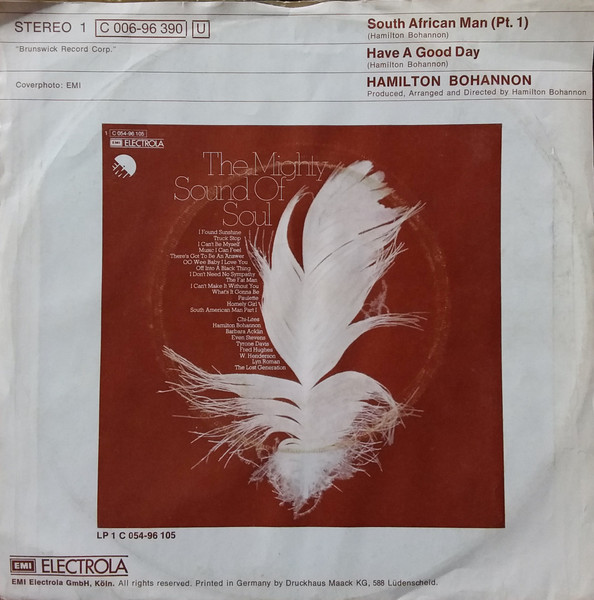 STEREO 1 C 006-96 390 U
"Brunswick Record Corp."
Coverphoto: EMI
South African Man (Pt. 1)
(Hamilton Bohannon)
Have A Good Day
(Hamilton Bohannon)
HAMILTON BOHANNON
Produced, Arranged and Directed by Hamilton Bohannon
1 C 054-96 105
EMI ELECTROLA
The Mighty
Sound Of
Soul
I Found Sunshine
Truck Stop
I Can't Be Myself
Music I Can Feel
There's Got To Be An Answer
OO Wee Baby I Love You
Off Into A Black Thing
I Don't Need No Sympathy
The Fat Man
I Can't Make It Without You
What's It Gonna Be
Paulette
Homely Girl
South American Man Part I
Chi-Lites
Hamilton Bohannon
Barbara Acklin
Even Stevens
Tyrone Davis
Fred Hughes
W. Henderson
Lyn Roman
The Lost Generation
LP 1 C 054-96 105
EMI ELECTROLA
EMI Electrola GmbH, Köln. All rights reserved. Printed in Germany by Druckhaus Maack KG, 588 Lüdenscheid.